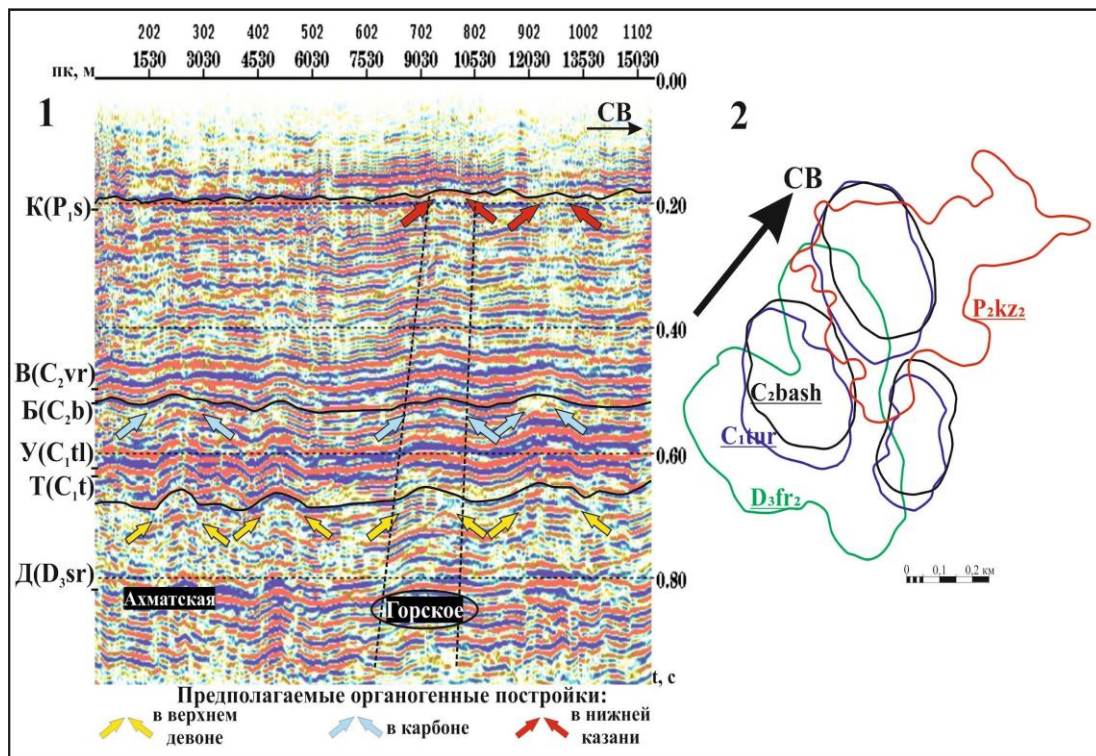 202 302 402 502 602 702 802 902 1002 1102
1530 3030 4530 6030 7530 9030 10530 12030 13530 15030
пк, м
0.00
1
СВ
К(P₁s)
0.20
0.40
В(C₂vr)
Б(C₂b)
У(C₁tl)
0.60
Т(C₁t)
Д(D₃sr)
0.80
Ахматская
Горское
t, с
Предполагаемые органогенные постройки:
в верхнем
девоне
в карбоне
в нижней
казани
2
СВ
P₂kz₂
C₂bash
C₁tur
D₃fr₂
0 0,1 0,2 км